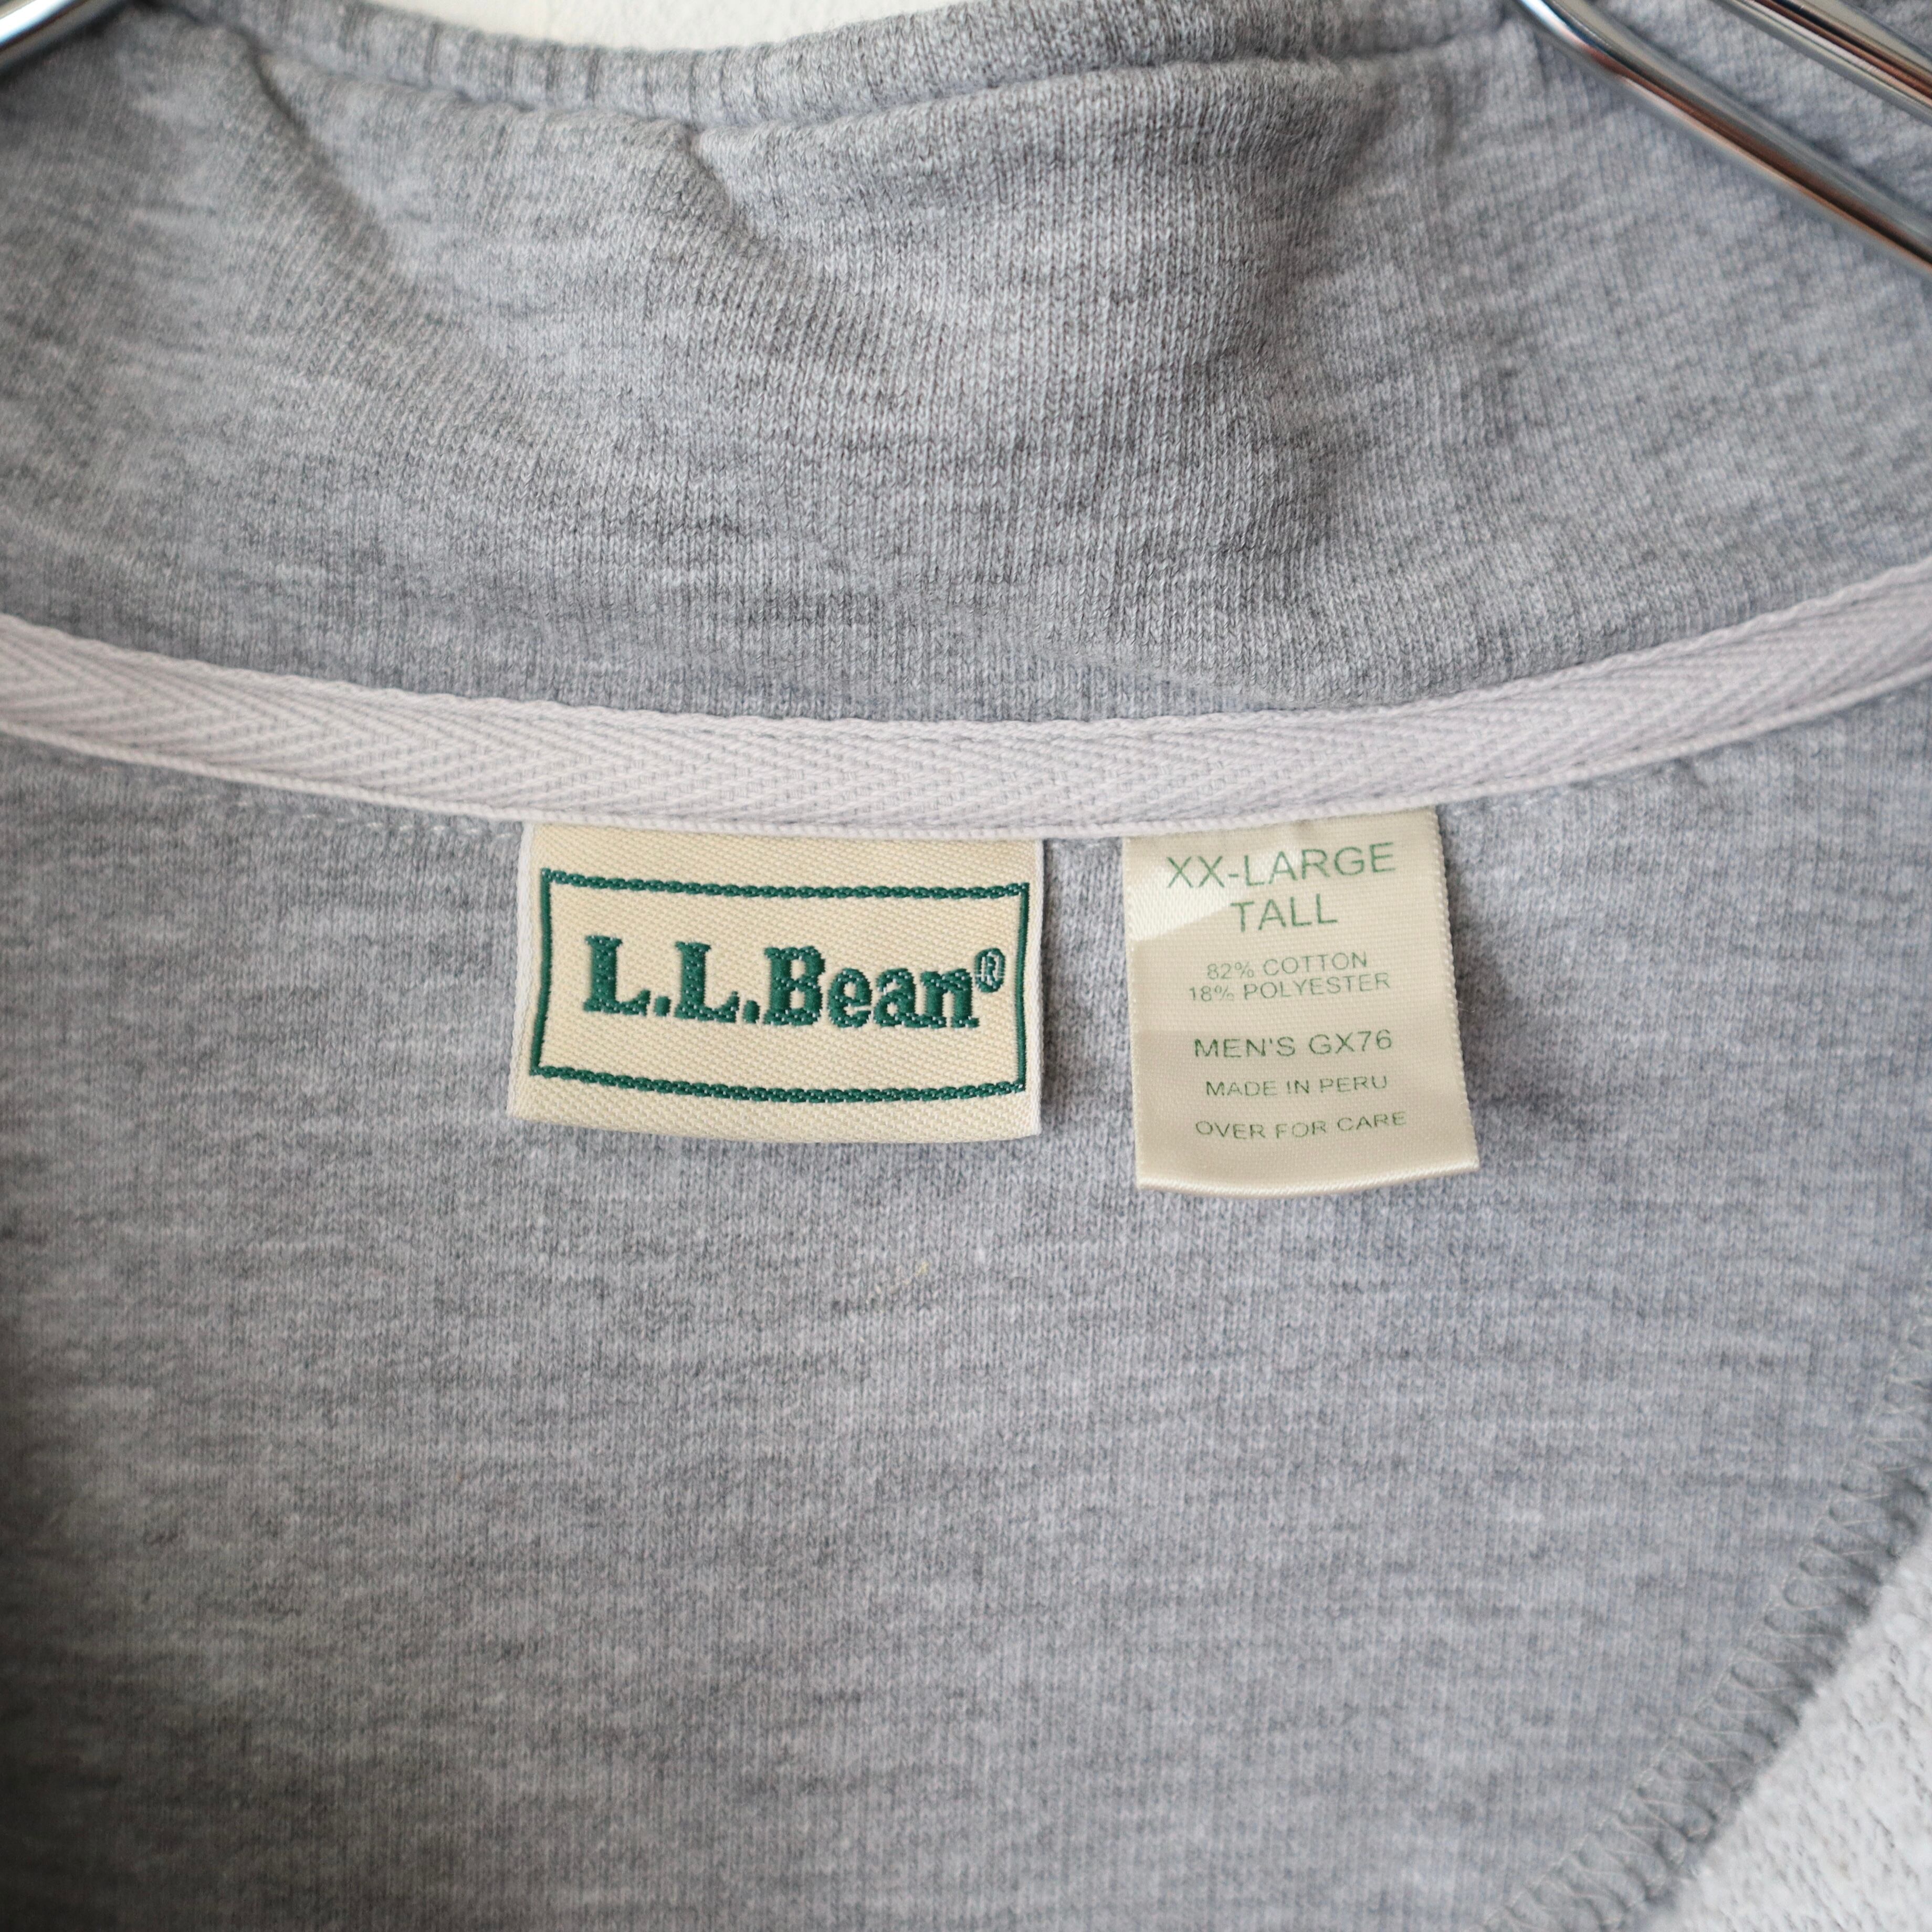 L.L.Bean®
XX-LARGE
TALL
82% COTTON
18% POLYESTER
MEN'S GX76
MADE IN PERU
OVER FOR CARE